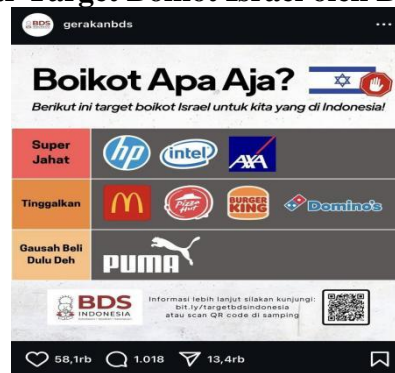 BDS
gerakanbds
Boikot Apa Aja?
Berikut ini target boikot Israel untuk kita yang di Indonesia!
Super
Jahat
hp
intel
AXA
Tinggalkan
M
Pizza
Hut
BURGER
KING
Domino's
Gausah Beli
Dulu Deh
PUMA
BDS
INDONESIA
Informasi lebih lanjut silakan kunjungi:
bit.ly/targetbdsindonesia
atau scan QR code di samping
58,1rb
1.018
13,4rb